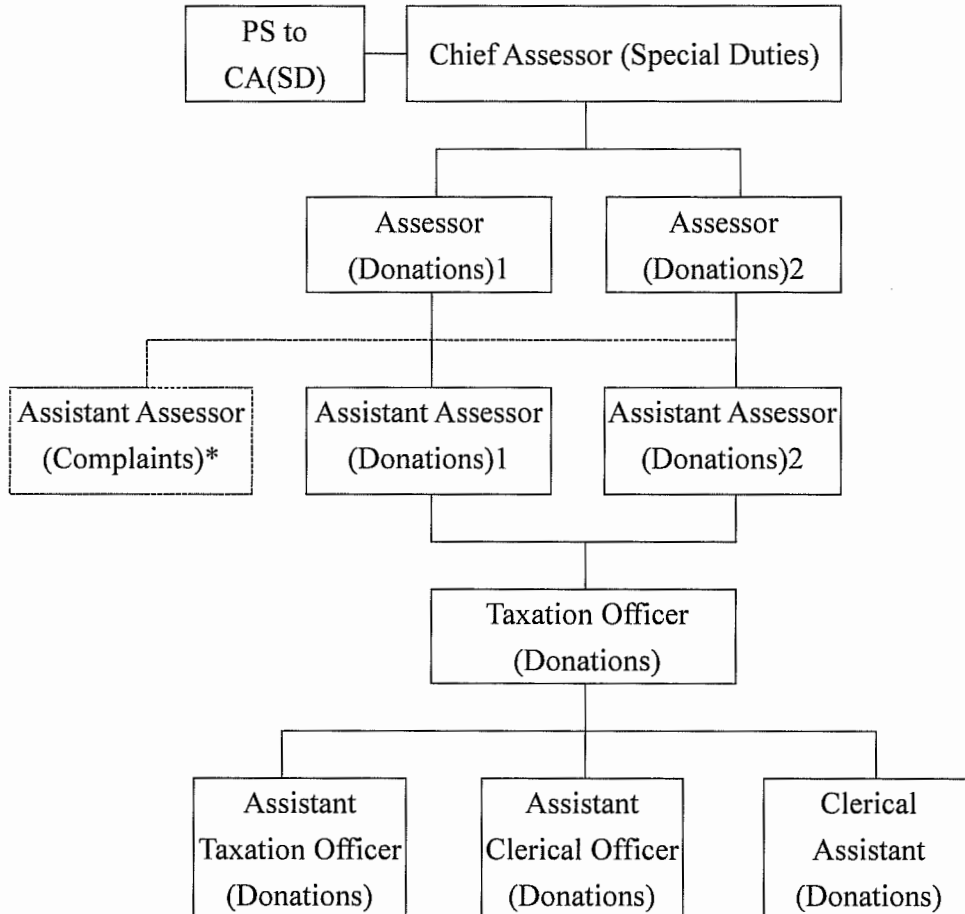 PS to
CA(SD)
Chief Assessor (Special Duties)
Assessor
(Donations)1
Assessor
(Donations)2
Assistant Assessor
(Complaints)*
Assistant Assessor
(Donations)1
Assistant Assessor
(Donations)2
Taxation Officer
(Donations)
Assistant
Taxation Officer
(Donations)
Assistant
Clerical Officer
(Donations)
Clerical
Assistant
(Donations)